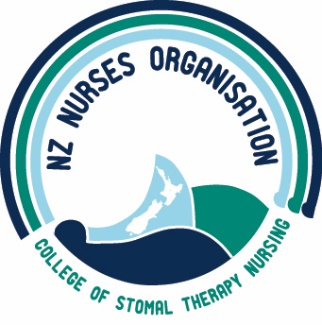 NZ NURSES ORGANISATION
COLLEGE OF STOMAL THERAPY NURSING